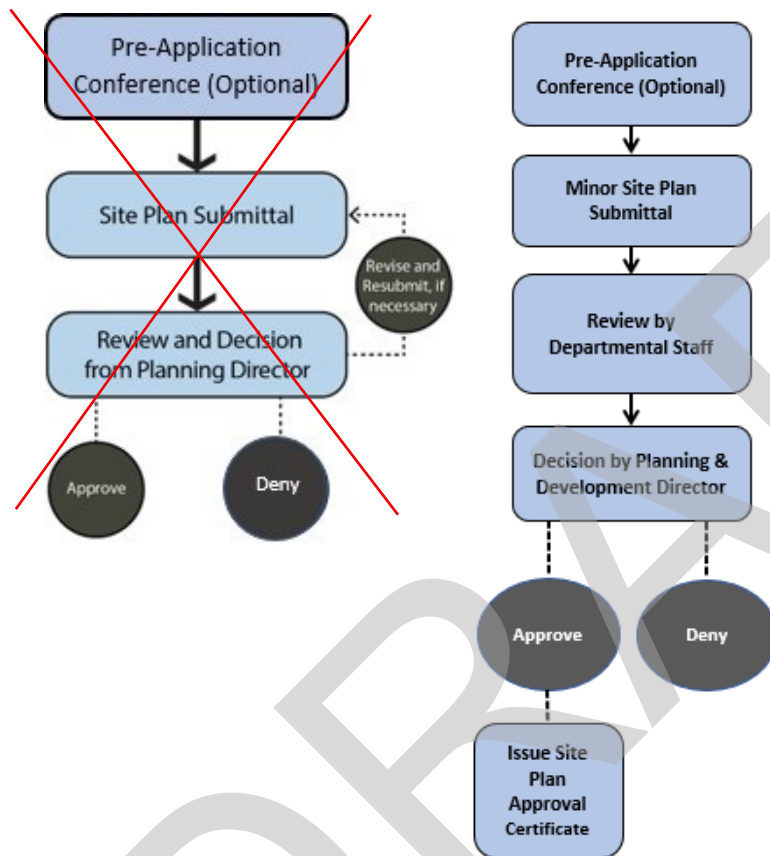 Pre-Application
Conference (Optional)
Site Plan Submittal
Revise and
Resubmit, if
necessary
Review and Decision
from Planning Director
Approve
Deny
Pre-Application
Conference (Optional)
Minor Site Plan
Submittal
Review by
Departmental Staff
Decision by Planning &
Development Director
Approve
Deny
Issue Site
Plan
Approval
Certificate
DRAFT